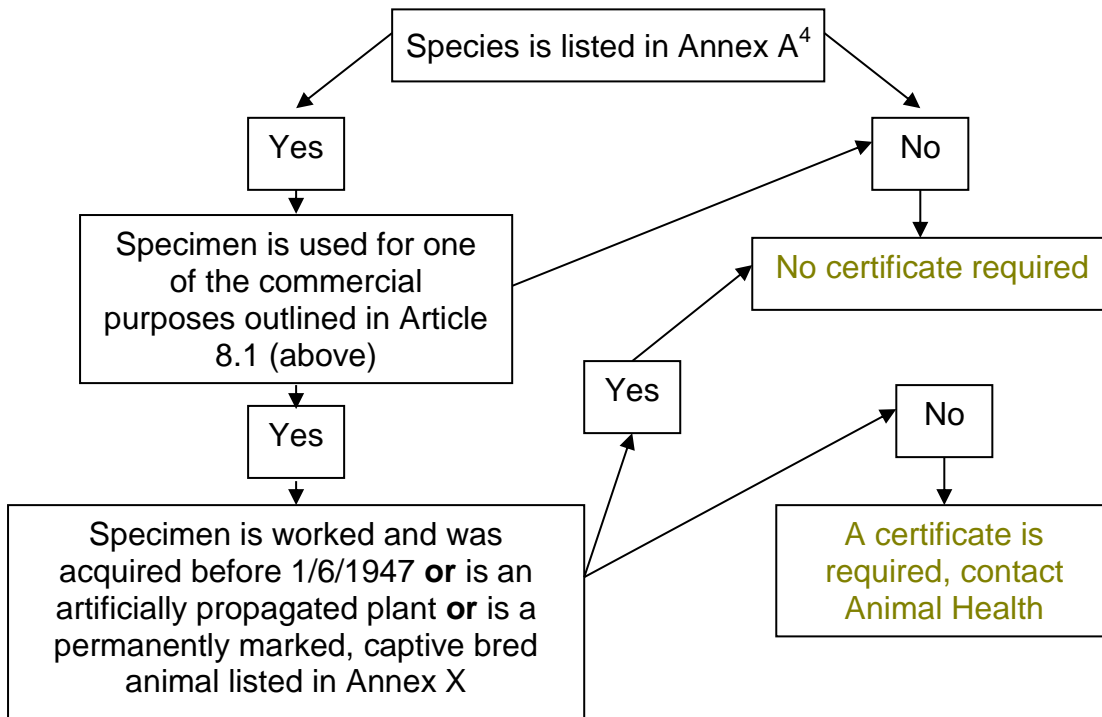 Species is listed in Annex A4
Yes
No
Specimen is used for one
of the commercial
purposes outlined in Article
8.1 (above)
No certificate required
Yes
No
Yes
Specimen is worked and was
acquired before 1/6/1947 or is an
artificially propagated plant or is a
permanently marked, captive bred
animal listed in Annex X
A certificate is
required, contact
Animal Health